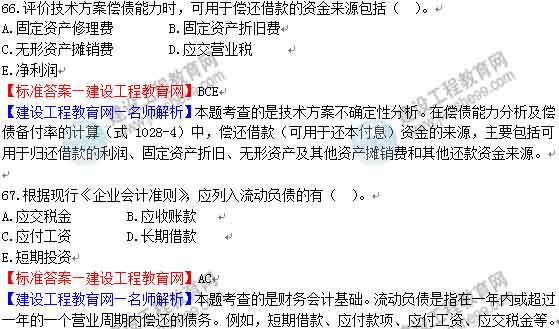 66.评价技术方案偿债能力时,可用于偿还借款的资金来源包括( )。
A.固定资产修理费 B.固定资产折旧费
C.无形资产摊销费 D.应交营业税
E.净利润
【标准答案—建设工程教育网】BCE
【建设工程教育网—名师解析】本题考查的是技术方案不确定性分析。在偿债能力分析及偿
债备付率的计算(式 1028-4)中,偿还借款(可用于还本付息)资金的来源,主要包括可
用于归还借款的利润、固定资产折旧、无形资产及其他资产摊销费和其他还款资金来源。
67.根据现行《企业会计准则》,应列入流动负债的有( )。
A.应交税金 B.应收账款
C.应付工资 D.长期借款
E.短期投资
【标准答案—建设工程教育网】AC
【建设工程教育网—名师解析】本题考查的是财务会计基础。流动负债是指在一年内或超过
一年的一个营业周期内偿还的债务。例如,短期借款、应付款项、应付工资、应交税金等。